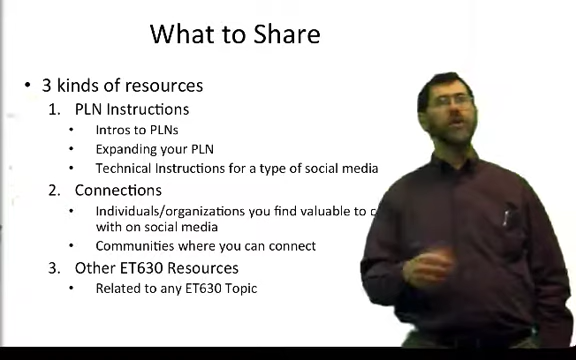 What to Share
• 3 kinds of resources
1. PLN Instructions
• Intros to PLNs
• Expanding your PLN
• Technical Instructions for a type of social media
2. Connections
• Individuals/organizations you find valuable to
with on social media
• Communities where you can connect
3. Other ET630 Resources
• Related to any ET630 Topic